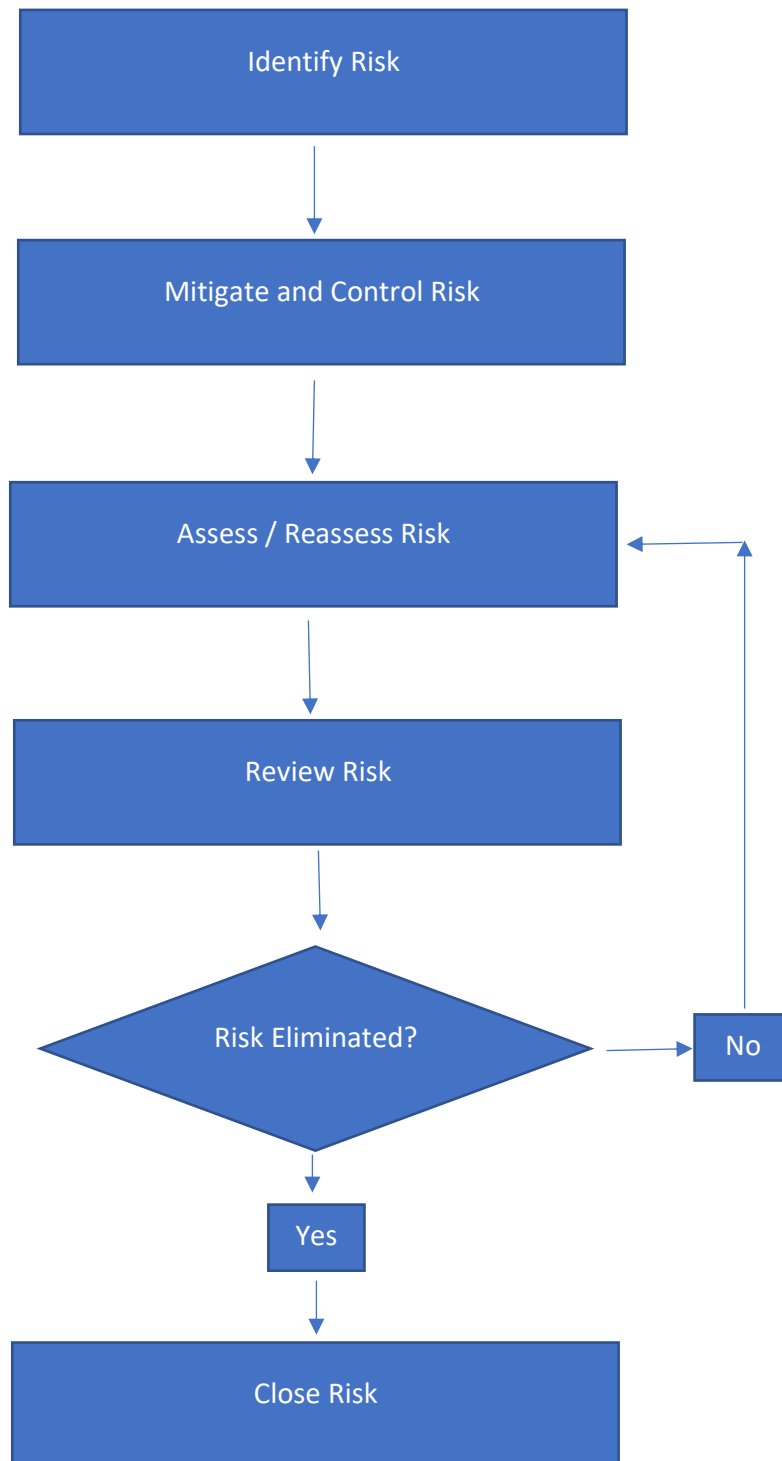 Identify Risk
Mitigate and Control Risk
Assess / Reassess Risk
Review Risk
Risk Eliminated?
No
Yes
Close Risk